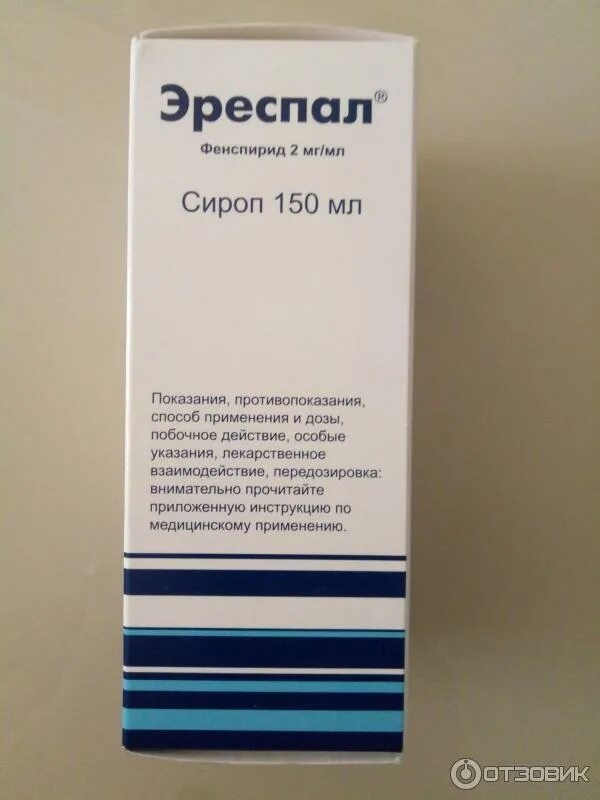 Эреспал®
Фенспирид 2 мг/мл
Сироп 150 мл
Показания, противопоказания,
способ применения и дозы,
побочное действие, особые
указания, лекарственное
взаимодействие, передозировка:
внимательно прочитайте
приложенную инструкцию по
медицинскому применению.
ОТЗОВИК